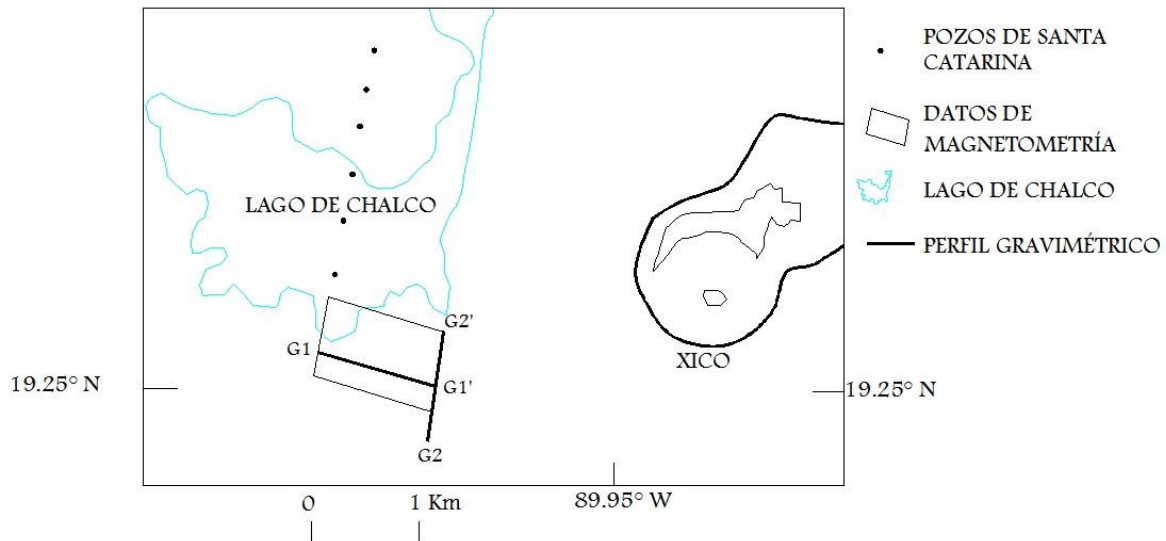 POZOS DE SANTA
CATARINA
DATOS DE
MAGNETOMETRÍA
LAGO DE CHALCO
LAGO DE CHALCO
PERFIL GRAVIMÉTRICO
G2'
G1
XICO
19.25° N
G1'
19.25° N
G2
0
1 Km
89.95° W